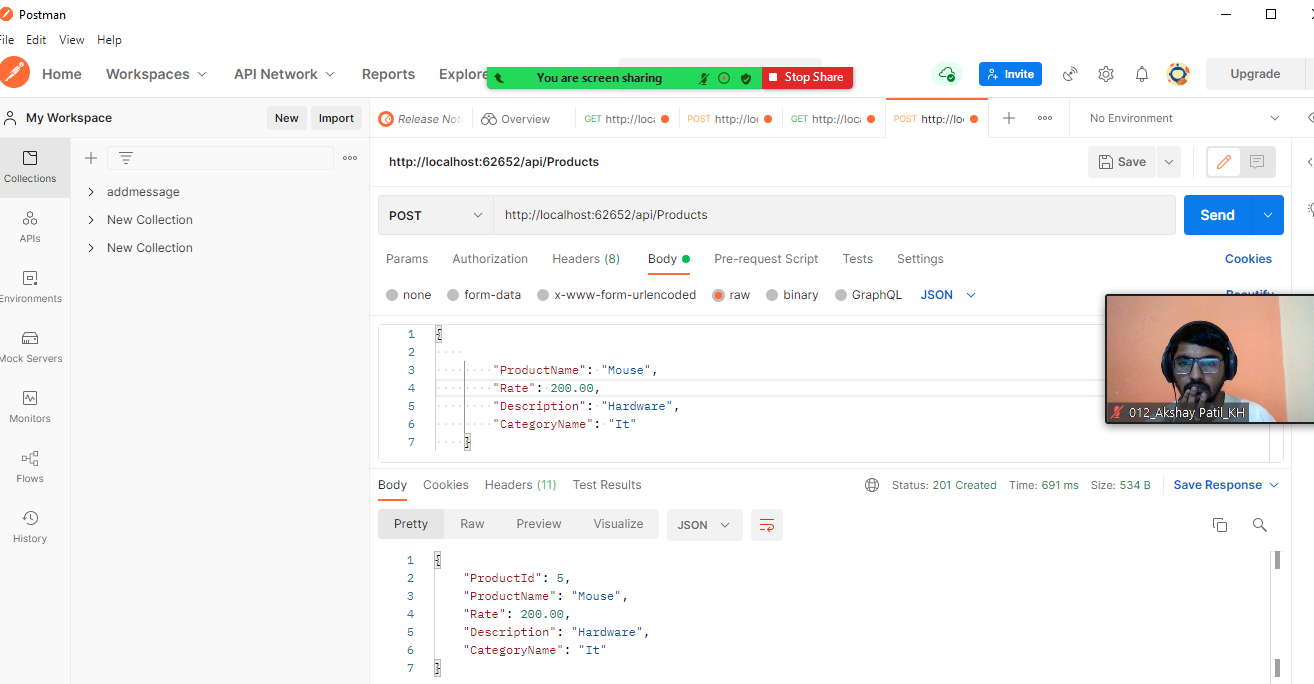 Postman
File Edit View Help
Home Workspaces API Network Reports Explore
You are screen sharing Stop Share
Invite Upgrade
My Workspace New Import
Release Not Overview GET http://loca POST http://loc GET http://loca POST http://loc No Environment
Collections
APIs
Environments
Mock Servers
Monitors
Flows
History
addmessage
New Collection
New Collection
http://localhost:62652/api/Products Save
POST http://localhost:62652/api/Products Send
Params Authorization Headers (8) Body Pre-request Script Tests Settings Cookies
none form-data x-www-form-urlencoded raw binary GraphQL JSON Beautify
1 {
2
3 "ProductName": "Mouse",
4 "Rate": 200.00,
5 "Description": "Hardware",
6 "CategoryName": "It"
7 }
012_Akshay Patil_KH
Body Cookies Headers (11) Test Results Status: 201 Created Time: 691 ms Size: 534 B Save Response
Pretty Raw Preview Visualize JSON
1 {
2 "ProductId": 5,
3 "ProductName": "Mouse",
4 "Rate": 200.00,
5 "Description": "Hardware",
6 "CategoryName": "It"
7 }